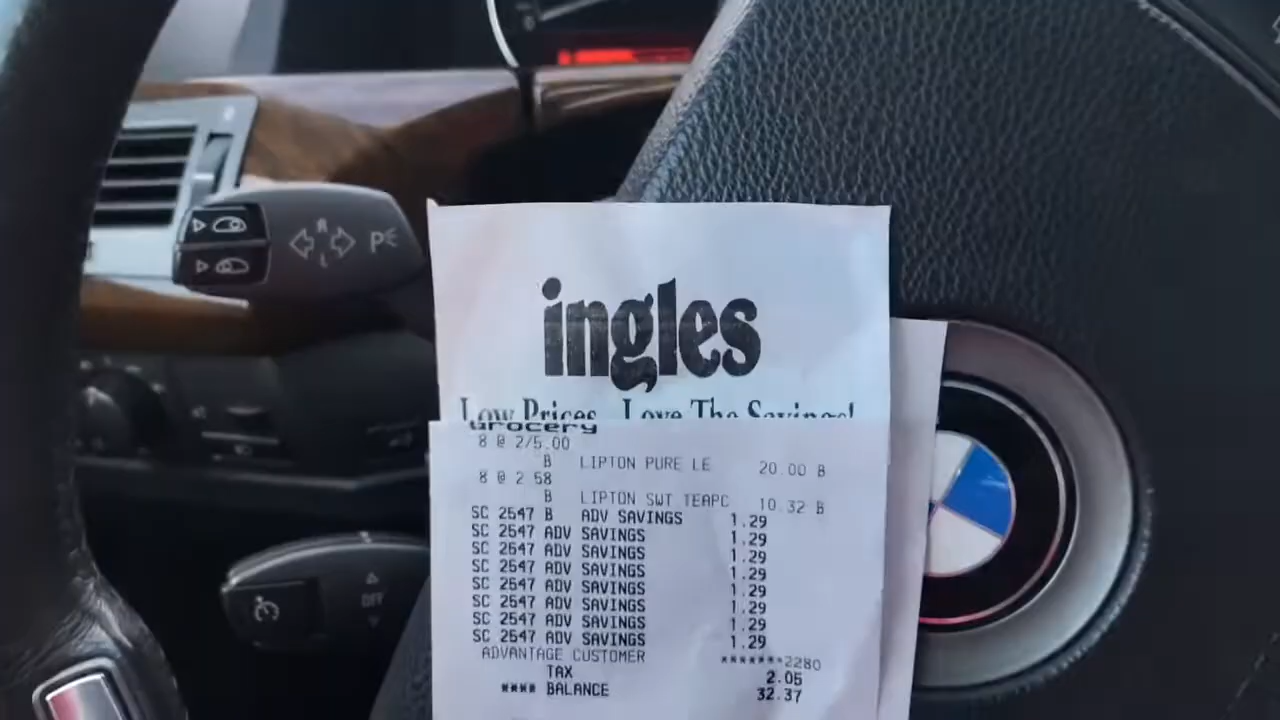 ingles
Low Prices... Love The Savings!
Grocery
8 @ 2/5.00
B LIPTON PURE LE 20.00 B
8 @ 2 58
B LIPTON SWT TEAPC 10.32 B
SC 2547 B ADV SAVINGS 1.29
SC 2547 ADV SAVINGS 1.29
SC 2547 ADV SAVINGS 1.29
SC 2547 ADV SAVINGS 1.29
SC 2547 ADV SAVINGS 1.29
SC 2547 ADV SAVINGS 1.29
SC 2547 ADV SAVINGS 1.29
SC 2547 ADV SAVINGS 1.29
ADVANTAGE CUSTOMER *******2280
TAX 2.05
**** BALANCE 32.37
R
L
P
OFF